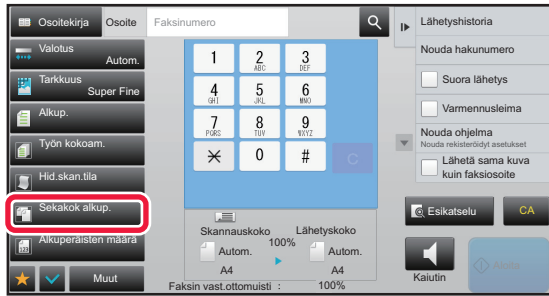 Osoitekirja
Osoite
Faksinumero
Valotus
Autom.
Tarkkuus
Super Fine
Alkup.
Työn kokoam.
Hid.skan.tila
Sekakok alkup.
Alkuperäisten määrä
Muut
1
2
ABC
3
DEF
4
GHI
5
JKL
6
MNO
7
PQRS
8
TUV
9
WXYZ
0
#
C
Skannauskoko
Lähetyskoko
100%
Autom.
Autom.
A4
A4
Faksin vast.ottomuisti : 100%
Lähetyshistoria
Nouda hakunumero
Suora lähetys
Varmennusleima
Nouda ohjelma
Nouda rekisteröidyt asetukset
Lähetä sama kuva
kuin faksiosoite
Esikatselu
CA
Kaiutin
Aloita